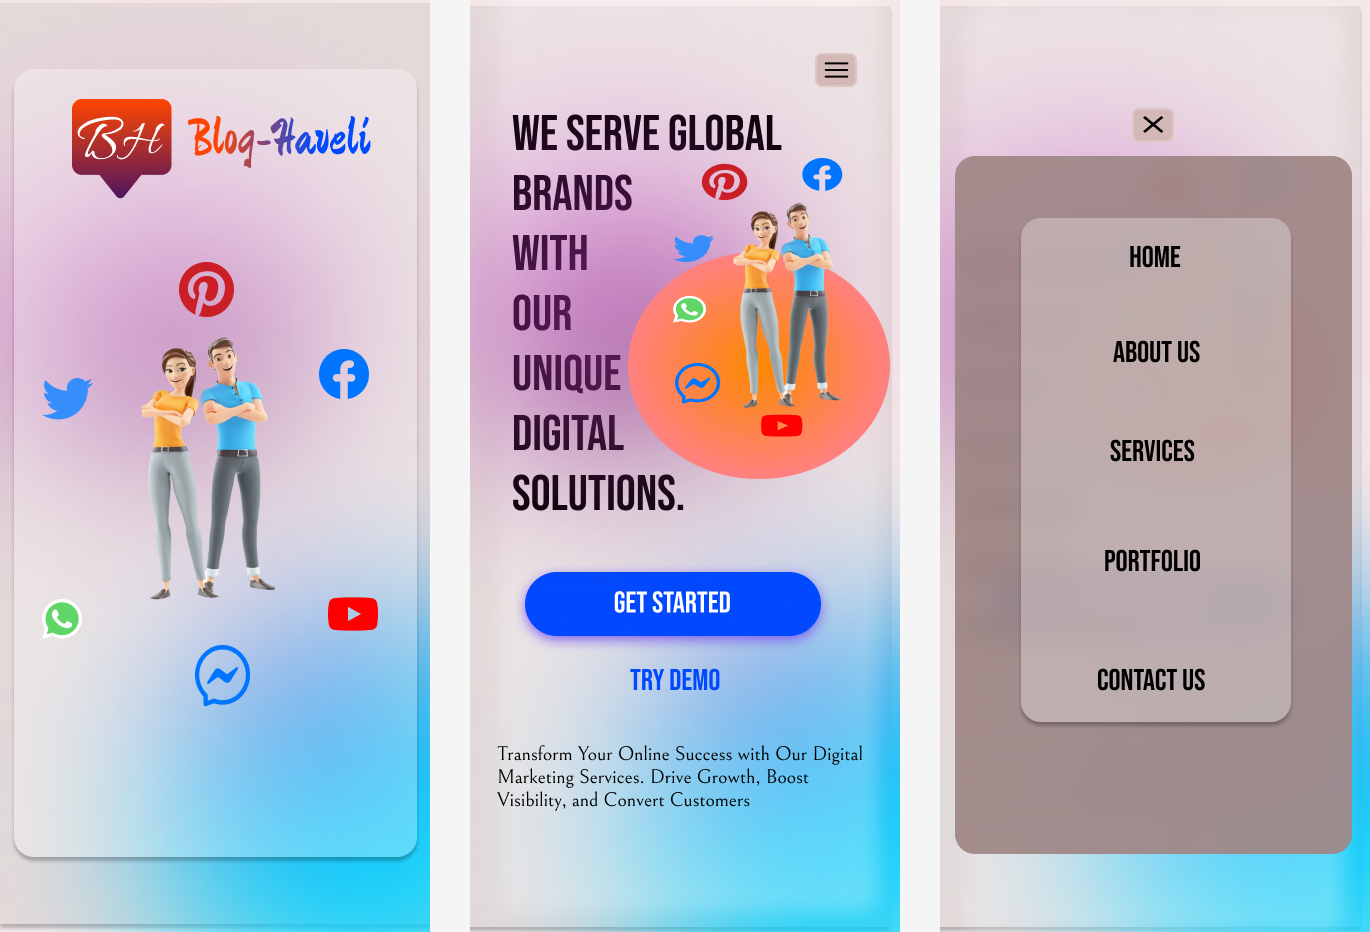 BH
Blog-Haveli
WE SERVE GLOBAL
BRANDS
WITH
OUR
UNIQUE
DIGITAL
SOLUTIONS.
GET STARTED
TRY DEMO
Transform Your Online Success with Our Digital
Marketing Services. Drive Growth, Boost
Visibility, and Convert Customers
HOME
ABOUT US
SERVICES
PORTFOLIO
CONTACT US